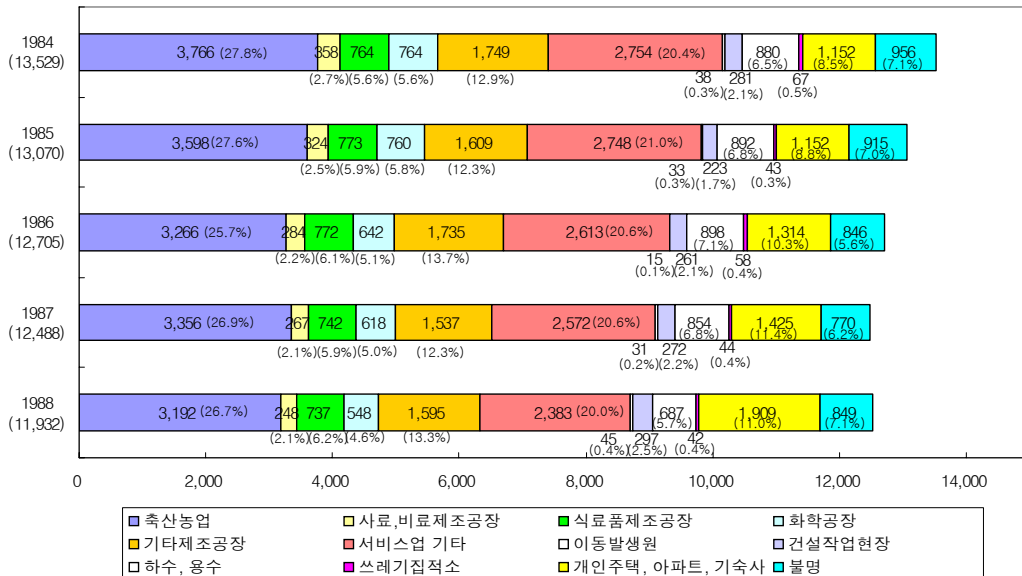 1984
(13,529)
3,766 (27.8%) 358 764 764 1,749 2,754 (20.4%) 880 1,152 956
(2.7%) (5.6%) (5.6%) (12.9%) 38 281 (6.5%) 67 (8.5%) (7.1%)
(0.3%) (2.1%) (0.5%)
1985
(13,070)
3,598 (27.6%) 324 773 760 1,609 2,748 (21.0%) 892 1,152 915
(2.5%) (5.9%) (5.8%) (12.3%) 33 223 (6.8%) 43 (8.8%) (7.0%)
(0.3%) (1.7%) (0.3%)
1986
(12,705)
3,266 (25.7%) 284 772 642 1,735 2,613 (20.6%) 898 1,314 846
(2.2%) (6.1%) (5.1%) (13.7%) 15 261 (7.1%) 58 (10.3%) (5.6%)
(0.1%) (2.1%) (0.4%)
1987
(12,488)
3,356 (26.9%) 267 742 618 1,537 2,572 (20.6%) 854 1,425 770
(2.1%) (5.9%) (5.0%) (12.3%) 31 272 (6.8%) 44 (11.4%) (6.2%)
(0.2%) (2.2%) (0.4%)
1988
(11,932)
3,192 (26.7%) 248 737 548 1,595 2,383 (20.0%) 687 1,909 849
(2.1%) (6.2%) (4.6%) (13.3%) 45 297 (5.7%) 42 (11.0%) (7.1%)
(0.4%) (2.5%) (0.4%)
0 2,000 4,000 6,000 8,000 10,000 12,000 14,000
축산농업 사료,비료제조공장 식료품제조공장 화학공장
기타제조공장 서비스업 기타 이동발생원 건설작업현장
하수, 용수 쓰레기집적소 개인주택, 아파트, 기숙사 불명